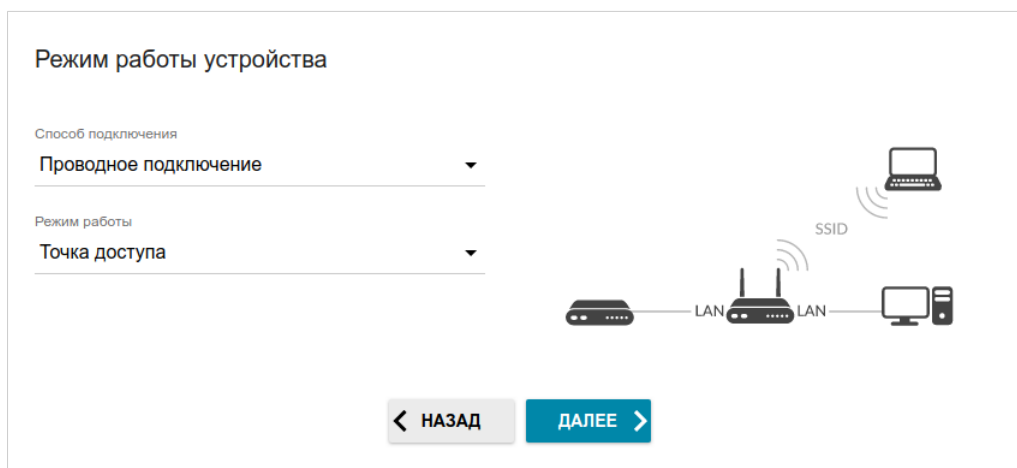 Режим работы устройства
Способ подключения
Проводное подключение
Режим работы
Точка доступа
SSID
LAN
LAN
НАЗАД
ДАЛЕЕ